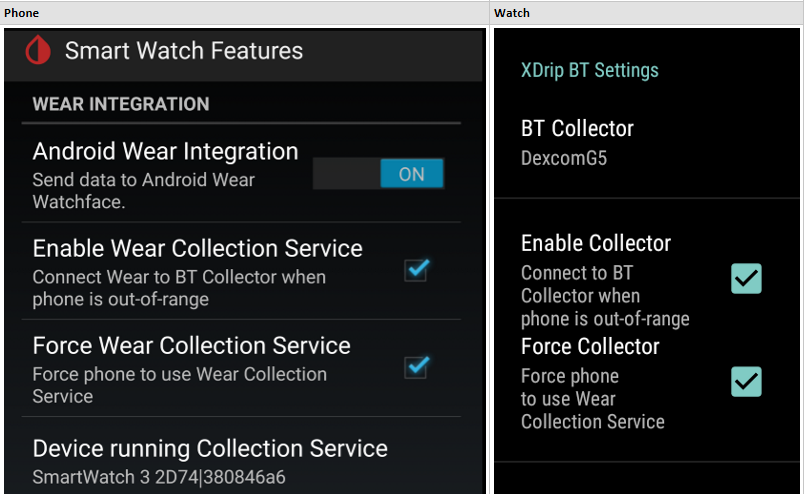 Phone
Smart Watch Features
WEAR INTEGRATION
Android Wear Integration
Send data to Android Wear
Watchface.
ON
Enable Wear Collection Service
Connect Wear to BT Collector when
phone is out-of-range
Force Wear Collection Service
Force phone to use Wear Collection
Service
Device running Collection Service
SmartWatch 3 2D74|380846a6
Watch
XDrip BT Settings
BT Collector
DexcomG5
Enable Collector
Connect to BT
Collector when
phone is out-of-range
Force Collector
Force phone
to use Wear
Collection Service